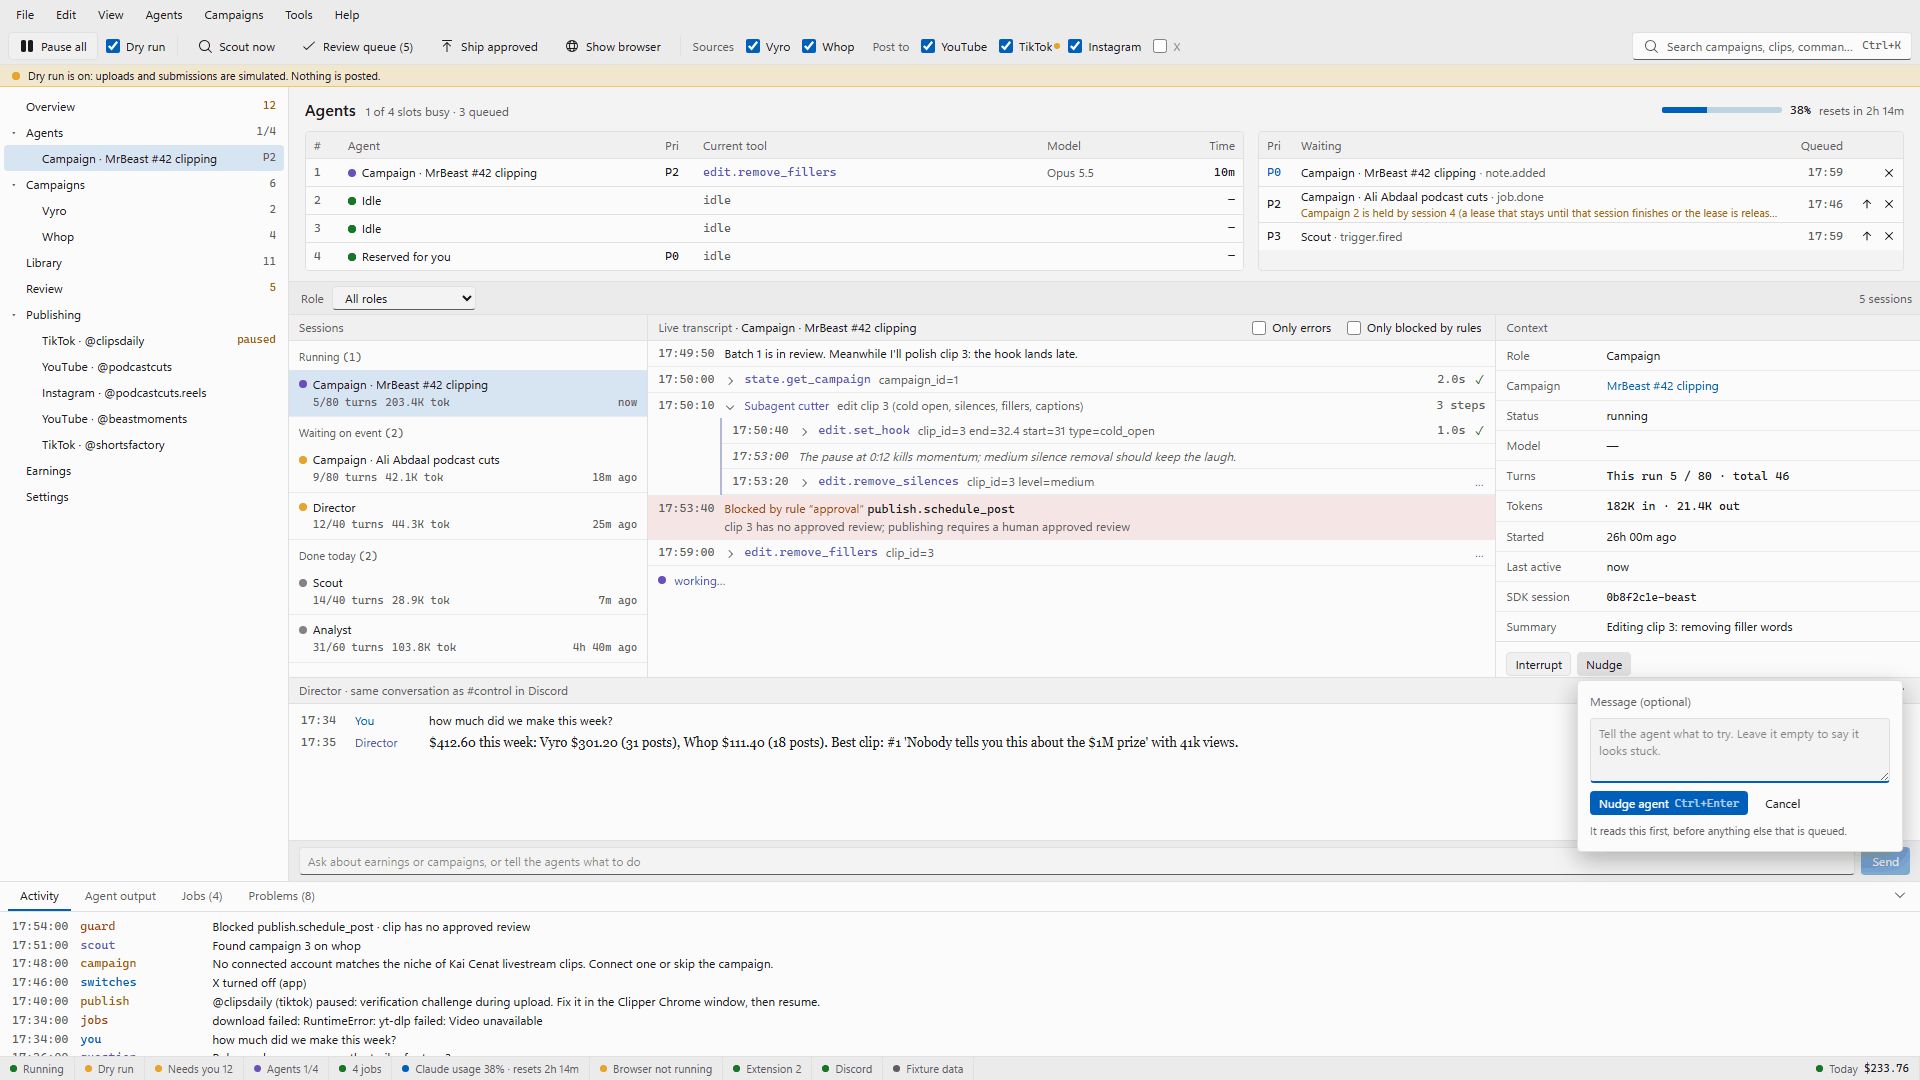 File Edit View Agents Campaigns Tools Help
Pause all Dry run Scout now Review queue (5) Ship approved Show browser Sources Vyro Whop Post to YouTube TikTok Instagram X Search campaigns, clips, comman... Ctrl+K
Dry run is on: uploads and submissions are simulated. Nothing is posted.
Overview 12
Agents 1/4
Campaign · MrBeast #42 clipping P2
Campaigns 6
Vyro 2
Whop 4
Library 11
Review 5
Publishing
TikTok · @clipsdaily paused
YouTube · @podcastcuts
Instagram · @podcastcuts.reels
YouTube · @beastmoments
TikTok · @shortsfactory
Earnings
Settings
Agents 1 of 4 slots busy · 3 queued 38% resets in 2h 14m
# Agent Pri Current tool Model Time
1 Campaign · MrBeast #42 clipping P2 edit.remove_fillers Opus 5.5 10m
2 Idle idle –
3 Idle idle –
4 Reserved for you P0 idle –
Pri Waiting Queued
P0 Campaign · MrBeast #42 clipping · note.added 17:59
P2 Campaign · Ali Abdaal podcast cuts · job.done 17:46
Campaign 2 is held by session 4 (a lease that stays until that session finishes or the lease is releas...
P3 Scout · trigger.fired 17:59
Role All roles 5 sessions
Sessions
Running (1)
Campaign · MrBeast #42 clipping
5/80 turns 203.4K tok now
Waiting on event (2)
Campaign · Ali Abdaal podcast cuts
9/80 turns 42.1K tok 18m ago
Director
12/40 turns 44.3K tok 25m ago
Done today (2)
Scout
14/40 turns 28.9K tok 7m ago
Analyst
31/60 turns 103.8K tok 4h 40m ago
Live transcript · Campaign · MrBeast #42 clipping Only errors Only blocked by rules
17:49:50 Batch 1 is in review. Meanwhile I'll polish clip 3: the hook lands late.
17:50:00 state.get_campaign campaign_id=1 2.0s ✓
17:50:10 Subagent cutter edit clip 3 (cold open, silences, fillers, captions) 3 steps
17:50:40 edit.set_hook clip_id=3 end=32.4 start=31 type=cold_open 1.0s ✓
17:53:00 The pause at 0:12 kills momentum; medium silence removal should keep the laugh.
17:53:20 edit.remove_silences clip_id=3 level=medium ...
17:53:40 Blocked by rule “approval” publish.schedule_post
clip 3 has no approved review; publishing requires a human approved review
17:59:00 edit.remove_fillers clip_id=3 ...
working...
Context
Role Campaign
Campaign MrBeast #42 clipping
Status running
Model —
Turns This run 5 / 80 · total 46
Tokens 182K in · 21.4K out
Started 26h 00m ago
Last active now
SDK session 0b8f2c1e-beast
Summary Editing clip 3: removing filler words
Interrupt Nudge
Message (optional)
Tell the agent what to try. Leave it empty to say it
looks stuck.
Nudge agent Ctrl+Enter Cancel
It reads this first, before anything else that is queued.
Director · same conversation as #control in Discord
17:34 You how much did we make this week?
17:35 Director $412.60 this week: Vyro $301.20 (31 posts), Whop $111.40 (18 posts). Best clip: #1 'Nobody tells you this about the $1M prize' with 41k views.
Ask about earnings or campaigns, or tell the agents what to do Send
Activity Agent output Jobs (4) Problems (8)
17:54:00 guard Blocked publish.schedule_post · clip has no approved review
17:51:00 scout Found campaign 3 on whop
17:48:00 campaign No connected account matches the niche of Kai Cenat livestream clips. Connect one or skip the campaign.
17:46:00 switches X turned off (app)
17:40:00 publish @clipsdaily (tiktok) paused: verification challenge during upload. Fix it in the Clipper Chrome window, then resume.
17:34:00 jobs download failed: RuntimeError: yt-dlp failed: Video unavailable
17:34:00 you how much did we make this week?
Running Dry run Needs you 12 Agents 1/4 4 jobs Claude usage 38% · resets 2h 14m Browser not running Extension 2 Discord Fixture data Today $233.76